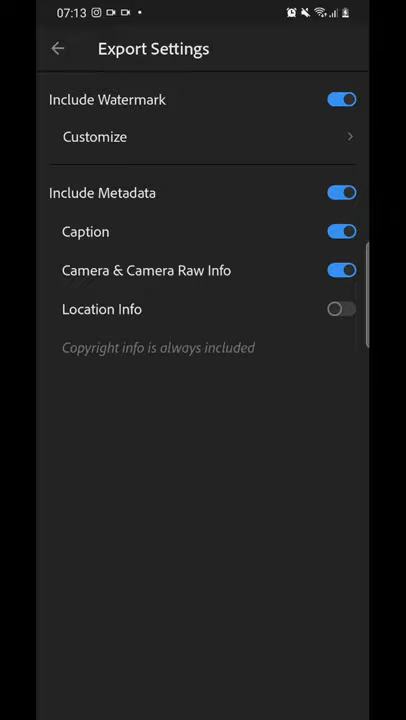 07:13
Export Settings
Include Watermark
Customize
Include Metadata
Caption
Camera & Camera Raw Info
Location Info
Copyright info is always included